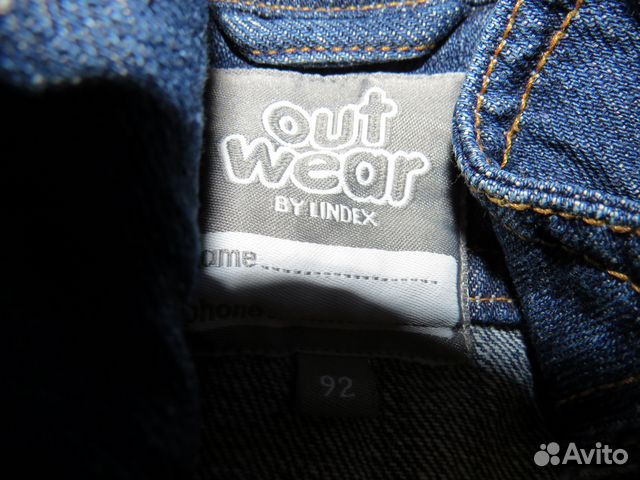 out
wear
BY LINDEX
ame
phone
92
Avito